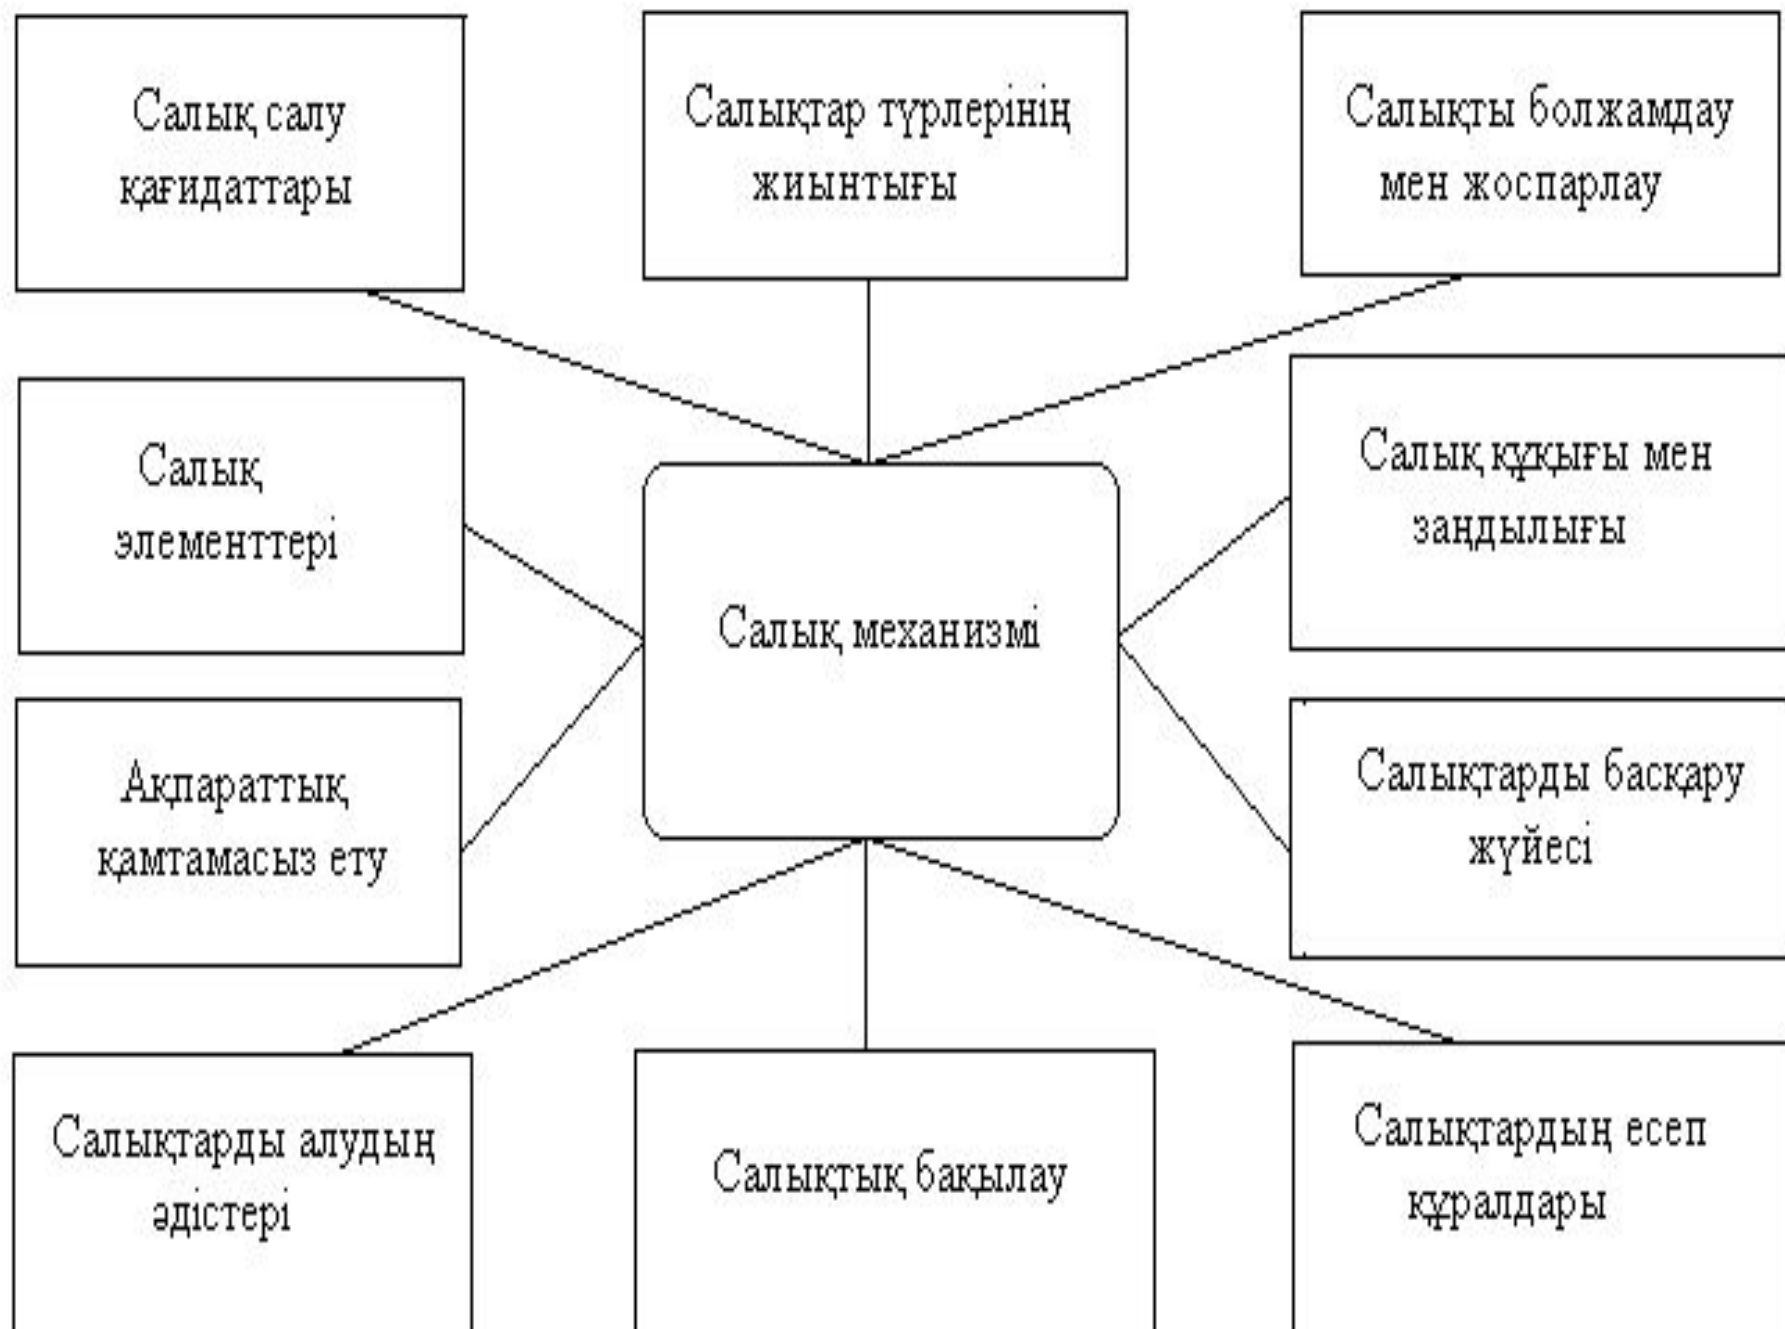 Салық салу
қағидаттары
Салықтар түрлерінің
жиынтығы
Салықты болжамдау
мен жоспарлау
Салық
элементтері
Салық құқығы мен
заңдылығы
Салық механизмі
Ақпараттық
қамтамасыз ету
Салықтарды басқару
жүйесі
Салықтарды алудың
әдістері
Салықтық бақылау
Салықтардың есеп
құралдары